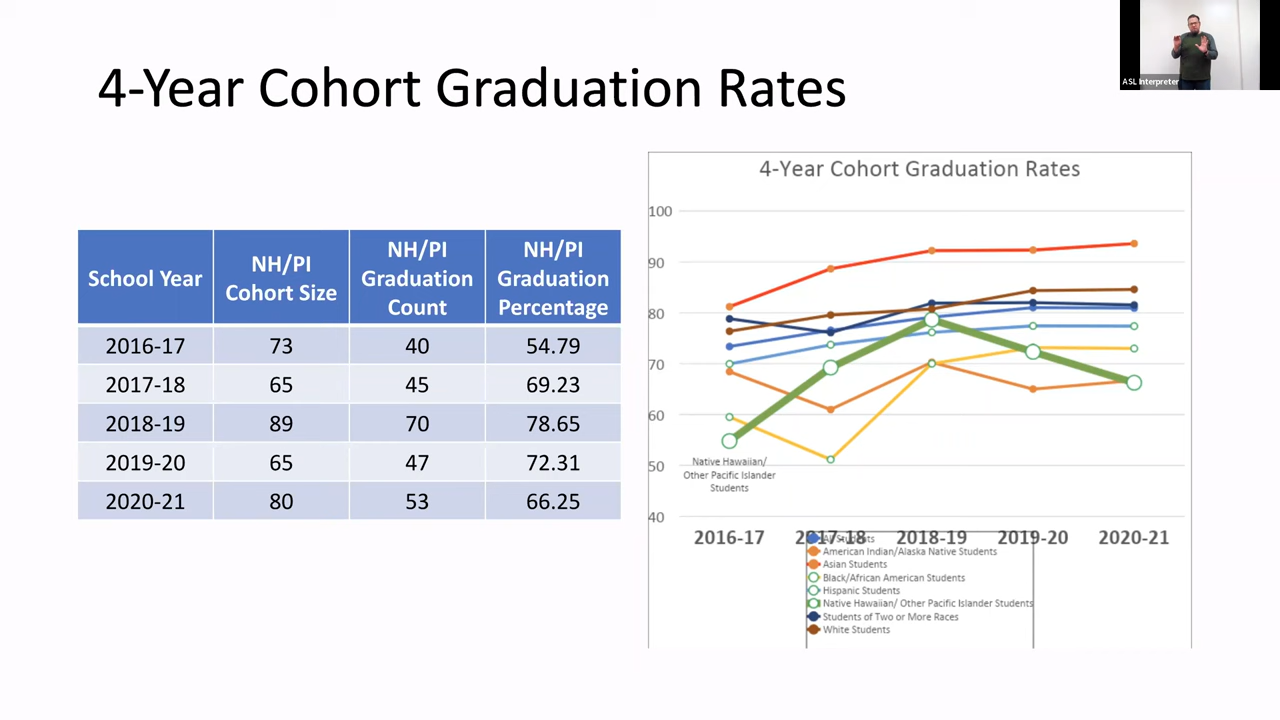 ASL Interpreter
4-Year Cohort Graduation Rates
School Year NH/PI Cohort Size NH/PI Graduation Count NH/PI Graduation Percentage
2016-17 73 40 54.79
2017-18 65 45 69.23
2018-19 89 70 78.65
2019-20 65 47 72.31
2020-21 80 53 66.25
4-Year Cohort Graduation Rates
100
90
80
70
60
50
40
Native Hawaiian/
Other Pacific Islander
Students
2016-17 2017-18 2018-19 2019-20 2020-21
All Students
American Indian/Alaska Native Students
Asian Students
Black/African American Students
Hispanic Students
Native Hawaiian/ Other Pacific Islander Students
Students of Two or More Races
White Students